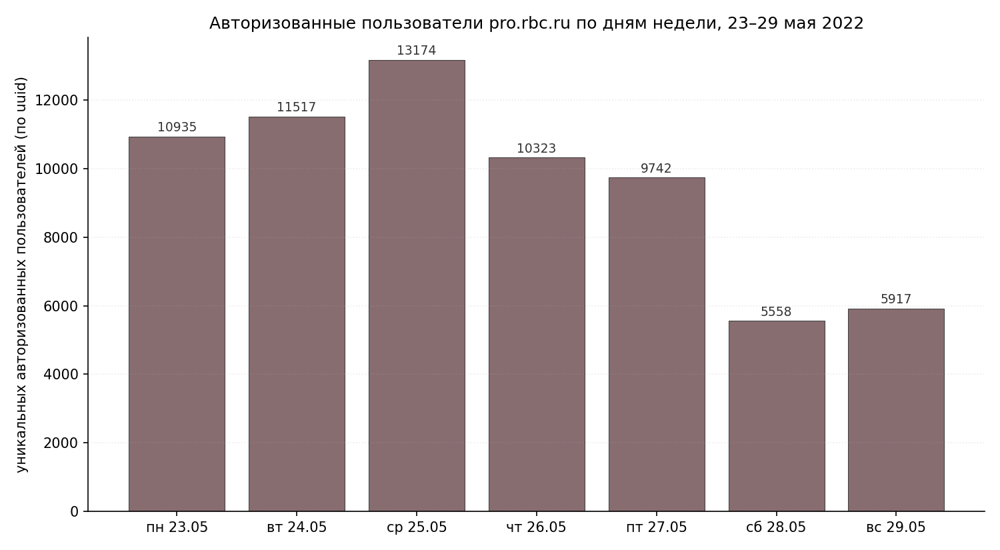 Авторизованные пользователи pro.rbc.ru по дням недели, 23–29 мая 2022
уникальных авторизованных пользователей (по uuid)
12000
10000
8000
6000
4000
2000
0
10935
11517
13174
10323
9742
5558
5917
пн 23.05
вт 24.05
ср 25.05
чт 26.05
пт 27.05
сб 28.05
вс 29.05